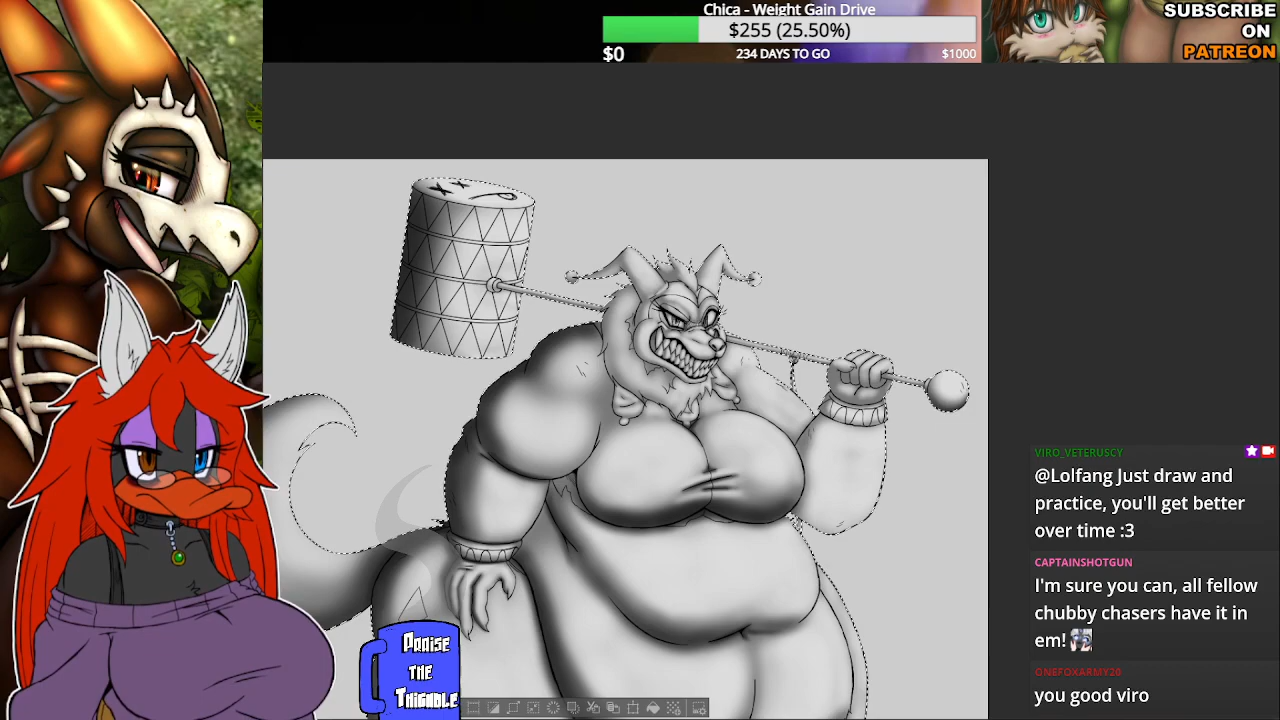 Chica - Weight Gain Drive
$255 (25.50%)
$0
234 DAYS TO GO
$1000
SUBSCRIBE
ON
PATREON
PRAISE
THE
THIGHBLE
VIRO_VETERUSCY
@Lolfang Just draw and
practice, you'll get better
over time :3
CAPTAINSHOTGUN
I'm sure you can, all fellow
chubby chasers have it in
em!
ONEFOXARMY20
you good viro